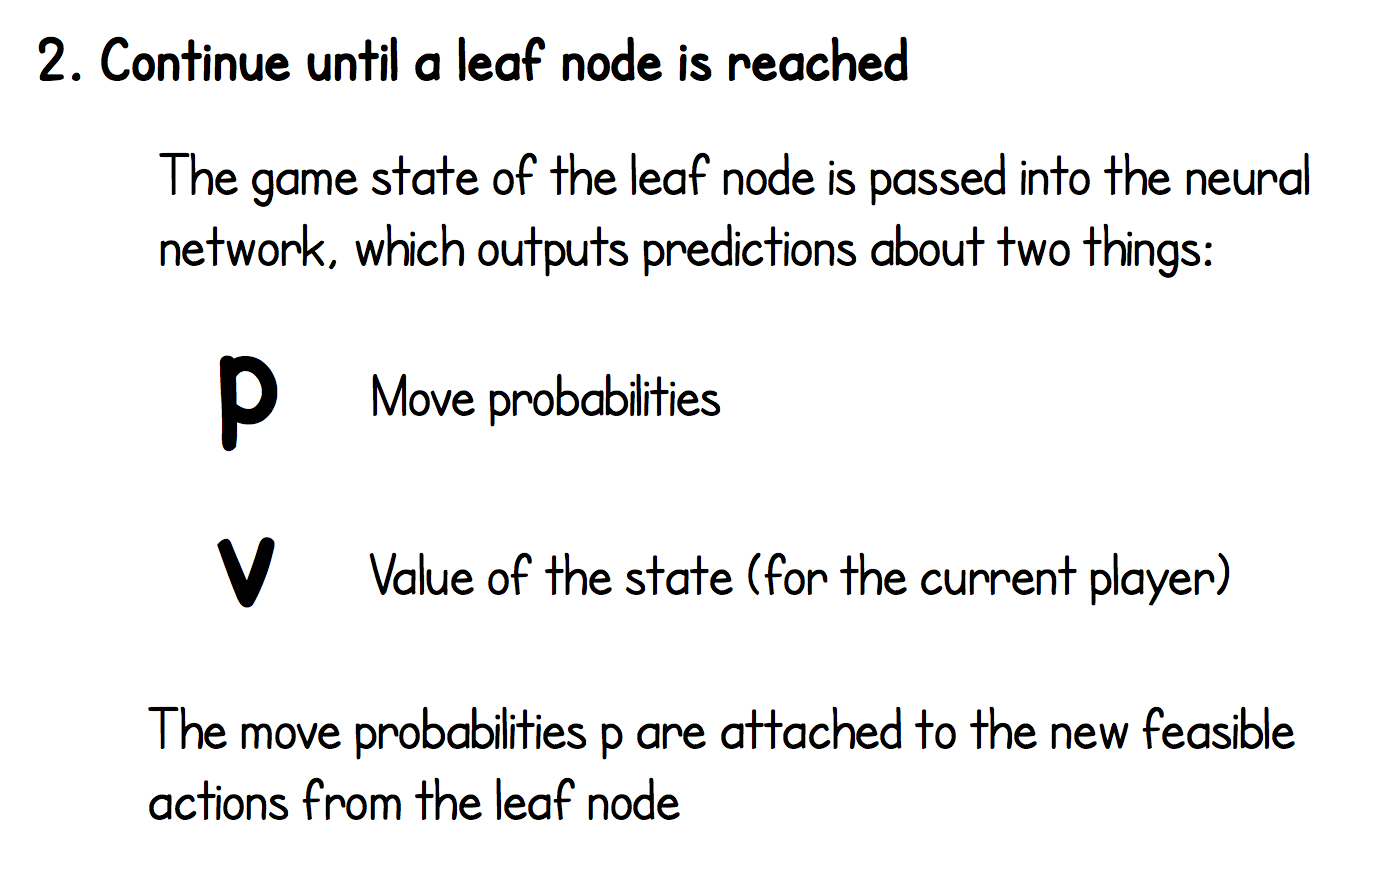 2. Continue until a leaf node is reached
The game state of the leaf node is passed into the neural
network, which outputs predictions about two things:
p Move probabilities
v Value of the state (for the current player)
The move probabilities p are attached to the new feasible
actions from the leaf node